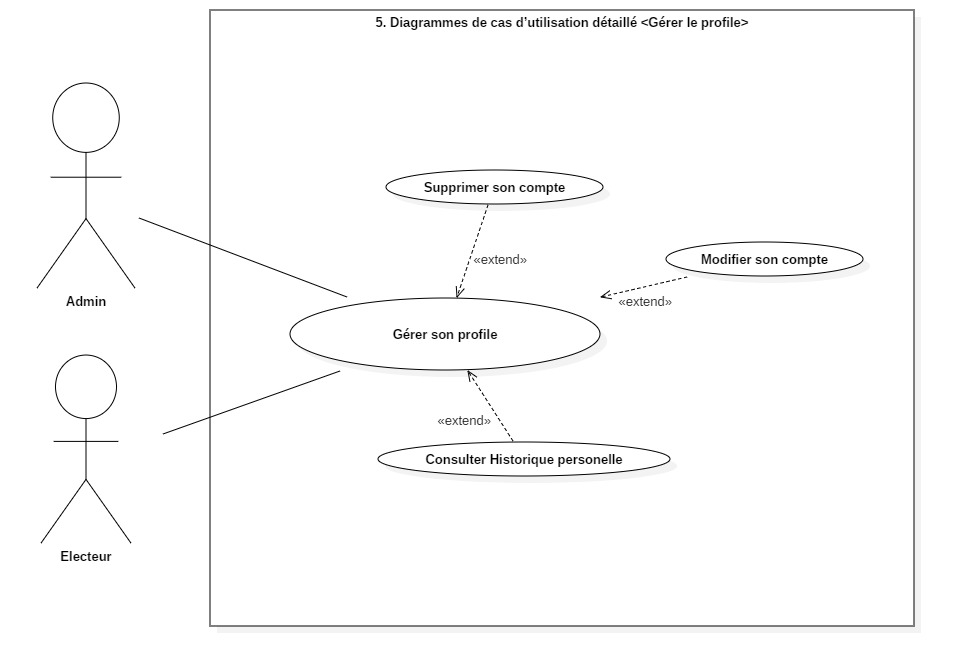 5. Diagrammes de cas d’utilisation détaillé <Gérer le profile>
Supprimer son compte
«extend»
Modifier son compte
«extend»
Admin
Gérer son profile
«extend»
Consulter Historique personelle
Electeur